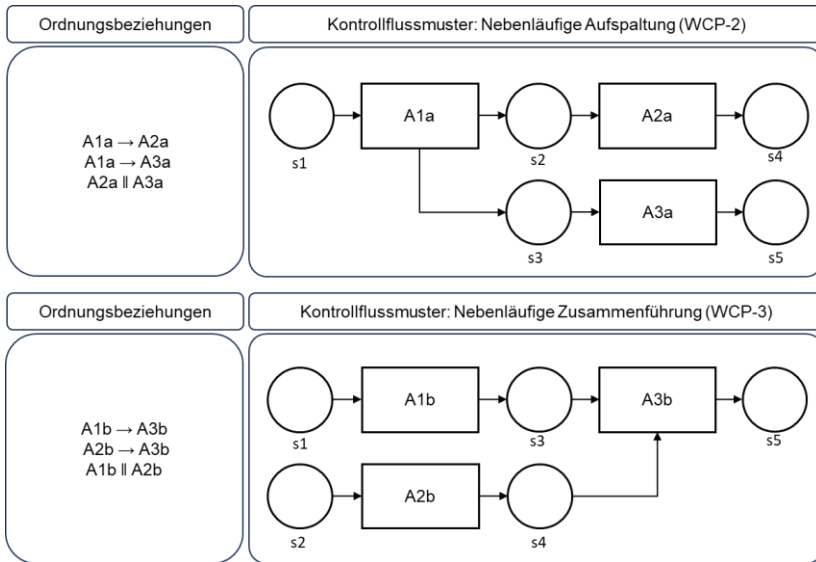 Ordnungsbeziehungen
Kontrollflussmuster: Nebenläufige Aufspaltung (WCP-2)
A1a → A2a
A1a → A3a
A2a ǁ A3a
A1a
A2a
s1
s2
s4
A3a
s3
s5
Ordnungsbeziehungen
Kontrollflussmuster: Nebenläufige Zusammenführung (WCP-3)
A1b → A3b
A2b → A3b
A1b ǁ A2b
A1b
A3b
s1
s3
s5
A2b
s2
s4